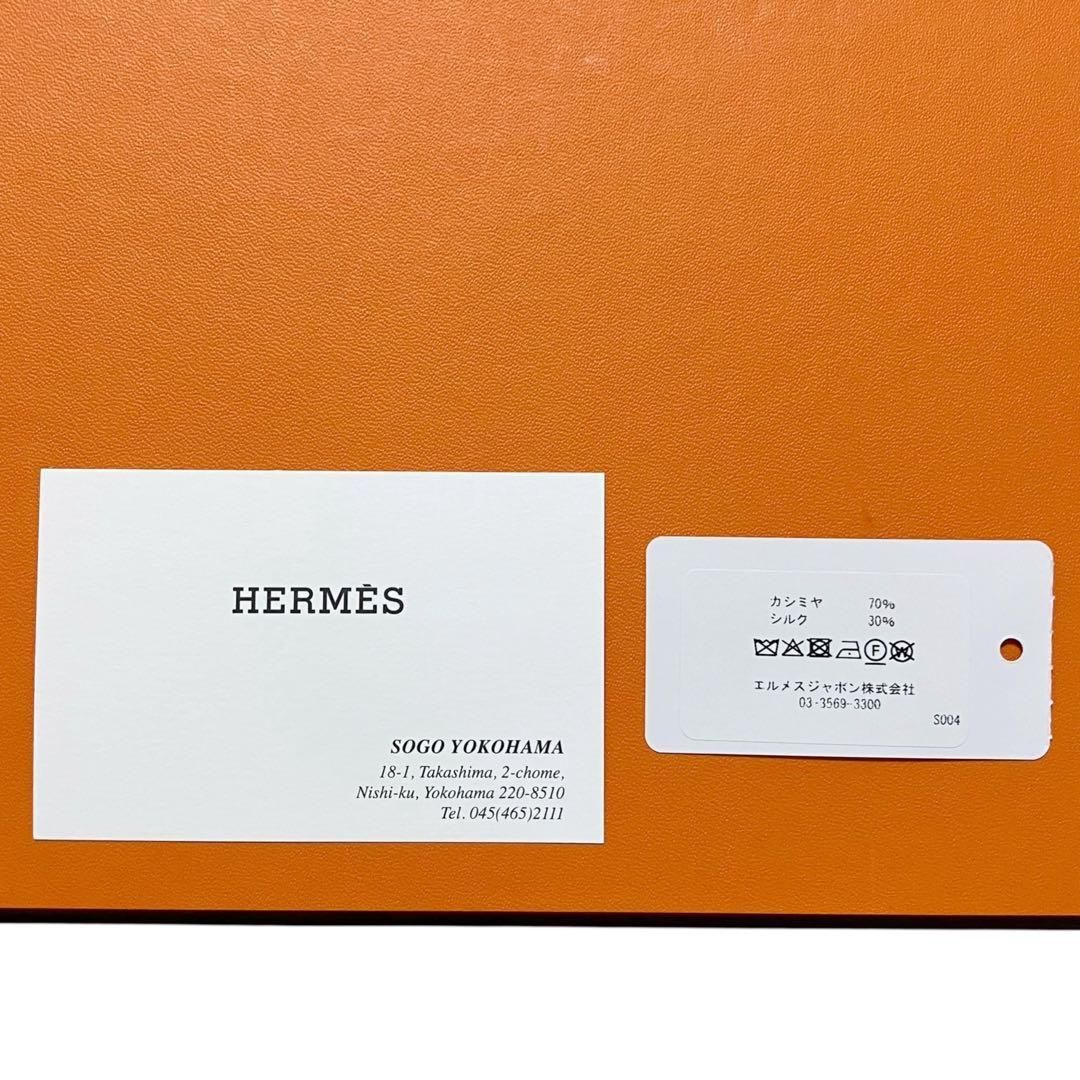 HERMÈS
SOGO YOKOHAMA
18-1, Takashima, 2-chome,
Nishi-ku, Yokohama 220-8510
Tel. 045(465)2111
カシミヤ 70%
シルク 30%
F W
エルメスジャポン株式会社
03-3569-3300
S004